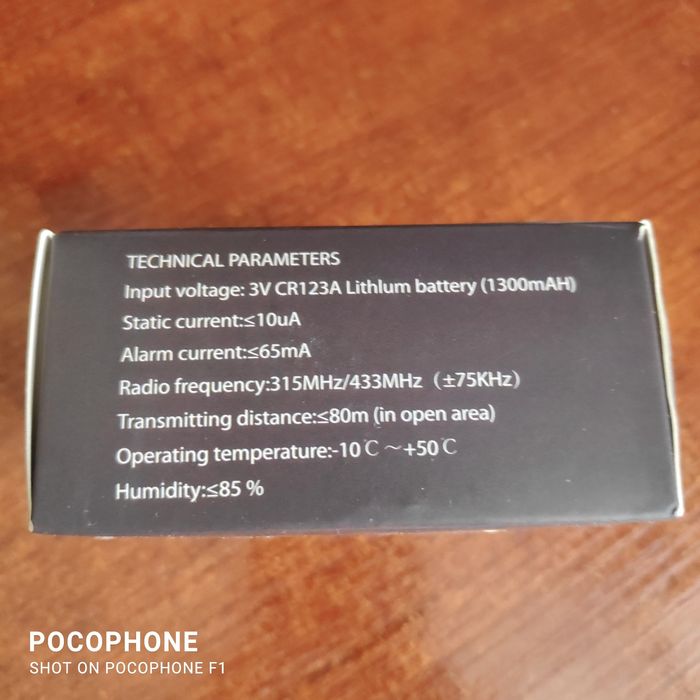 TECHNICAL PARAMETERS
Input voltage: 3V CR123A Lithlum battery (1300mAH)
Static current:≤10uA
Alarm current:≤65mA
Radio frequency:315MHz/433MHz（±75KHz）
Transmitting distance:≤80m (in open area)
Operating temperature:-10℃～+50℃
Humidity:≤85 %
POCOPHONE
SHOT ON POCOPHONE F1